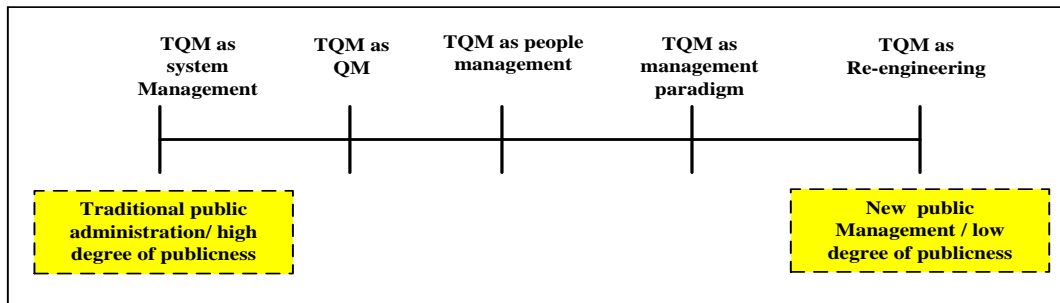 TQM as
system
Management
TQM as
QM
TQM as people
management
TQM as
management
paradigm
TQM as
Re-engineering
Traditional public
administration/ high
degree of publicness
New public
Management / low
degree of publicness